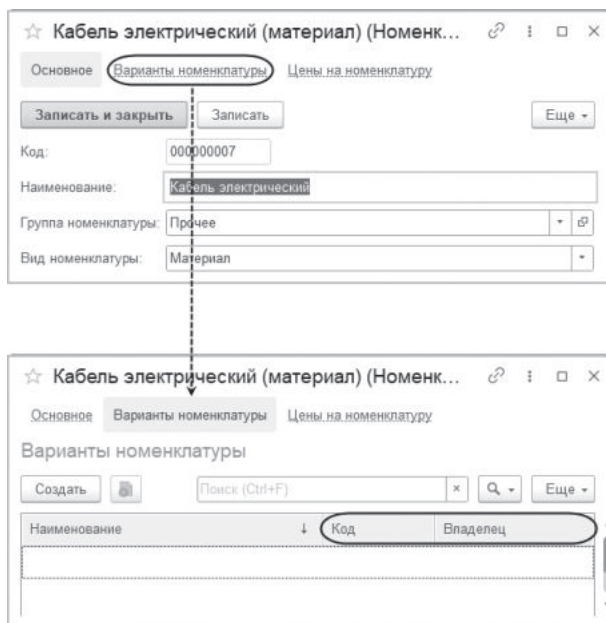 Кабель электрический (материал) (Номенк...
Основное Варианты номенклатуры Цены на номенклатуру
Записать и закрыть Записать Еще
Код: 000000007
Наименование: Кабель электрический
Группа номенклатуры: Прочее
Вид номенклатуры: Материал
Кабель электрический (материал) (Номенк...
Основное Варианты номенклатуры Цены на номенклатуру
Варианты номенклатуры
Создать Поиск (Ctrl+F) × Еще
Наименование ↓ Код Владелец